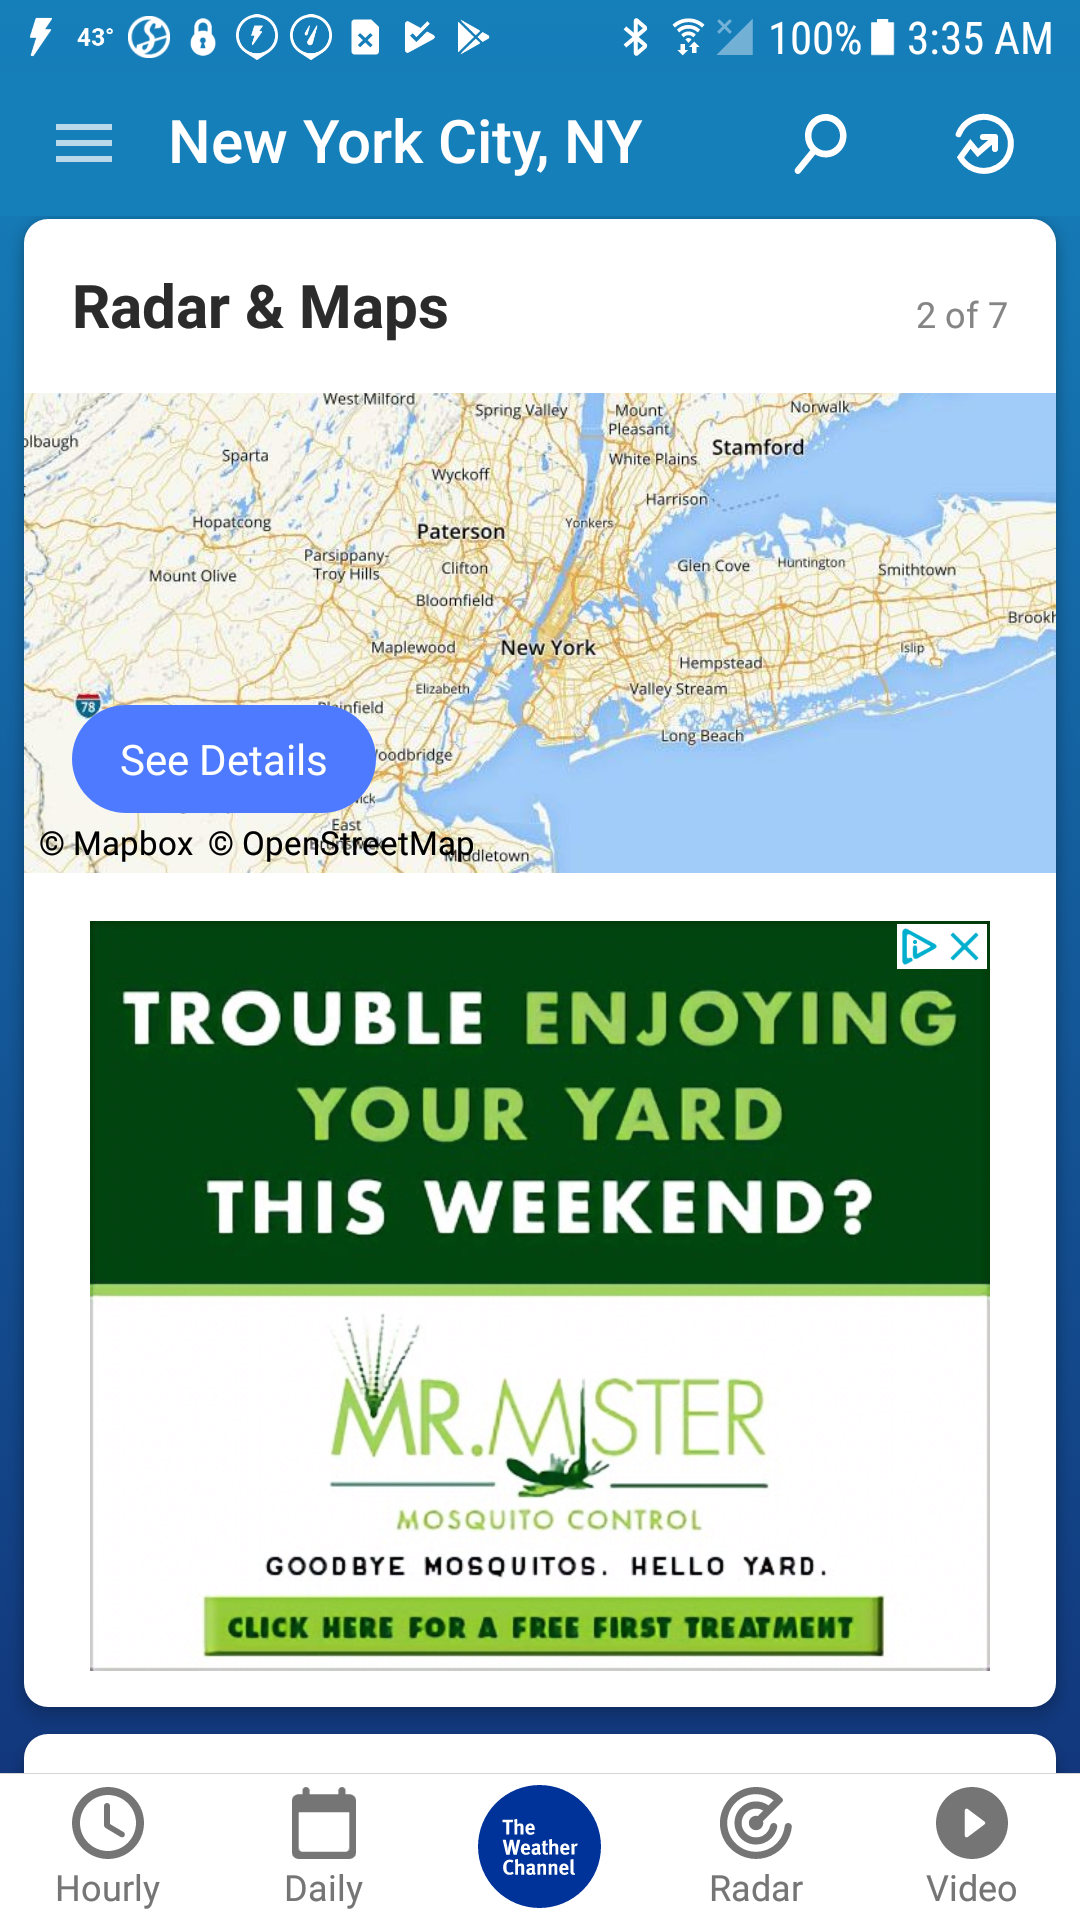 43° 100% 3:35 AM
New York City, NY
Radar & Maps
2 of 7
West Milford
Spring Valley
Mount
Pleasant
Norwalk
Sparta
White Plains
Stamford
Wyckoff
Harrison
Hopatcong
Paterson
Yonkers
Parsippany-
Troy Hills
Clifton
Glen Cove
Huntington
Smithtown
Mount Olive
Bloomfield
Maplewood
New York
Hempstead
Islip
Elizabeth
Valley Stream
78
Long Beach
See Details
East
© Mapbox © OpenStreetMap
TROUBLE ENJOYING
YOUR YARD
THIS WEEKEND?
MR.MISTER
MOSQUITO CONTROL
GOODBYE MOSQUITOS. HELLO YARD.
CLICK HERE FOR A FREE FIRST TREATMENT
Hourly
Daily
The
Weather
Channel
Radar
Video